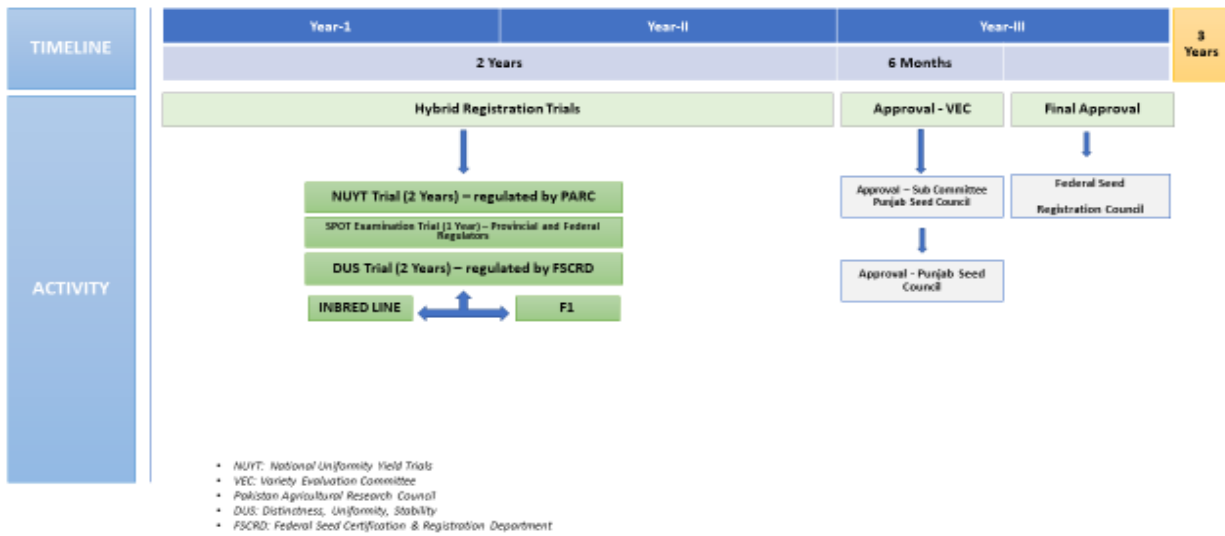 TIMELINE
Year-1
Year-II
Year-III
3
Years
2 Years
6 Months
ACTIVITY
Hybrid Registration Trials
Approval - VEC
Final Approval
NUYT Trial (2 Years) – regulated by PARC
SPOT Examination Trial (1 Year) – Provincial and Federal
Regulators
DUS Trial (2 Years) – regulated by FSCRD
INBRED LINE
F1
Approval – Sub Committee
Punjab Seed Council
Approval - Punjab Seed
Council
Federal Seed
Registration Council
• NUYT: National Uniformity Yield Trials
• VEC: Variety Evaluation Committee
• Pakistan Agricultural Research Council
• DUS: Distinctness, Uniformity, Stability
• FSCRD: Federal Seed Certification & Registration Department